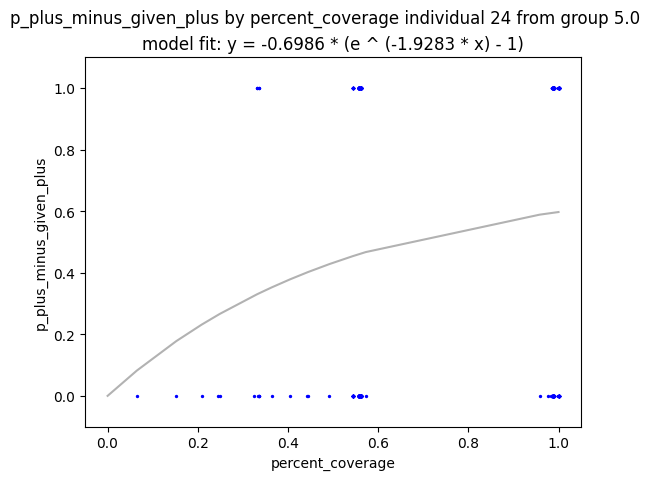 p_plus_minus_given_plus by percent_coverage individual 24 from group 5.0
model fit: y = -0.6986 * (e ^ (-1.9283 * x) - 1)
1.0
0.8
0.6
0.4
0.2
0.0
p_plus_minus_given_plus
0.0 0.2 0.4 0.6 0.8 1.0
percent_coverage